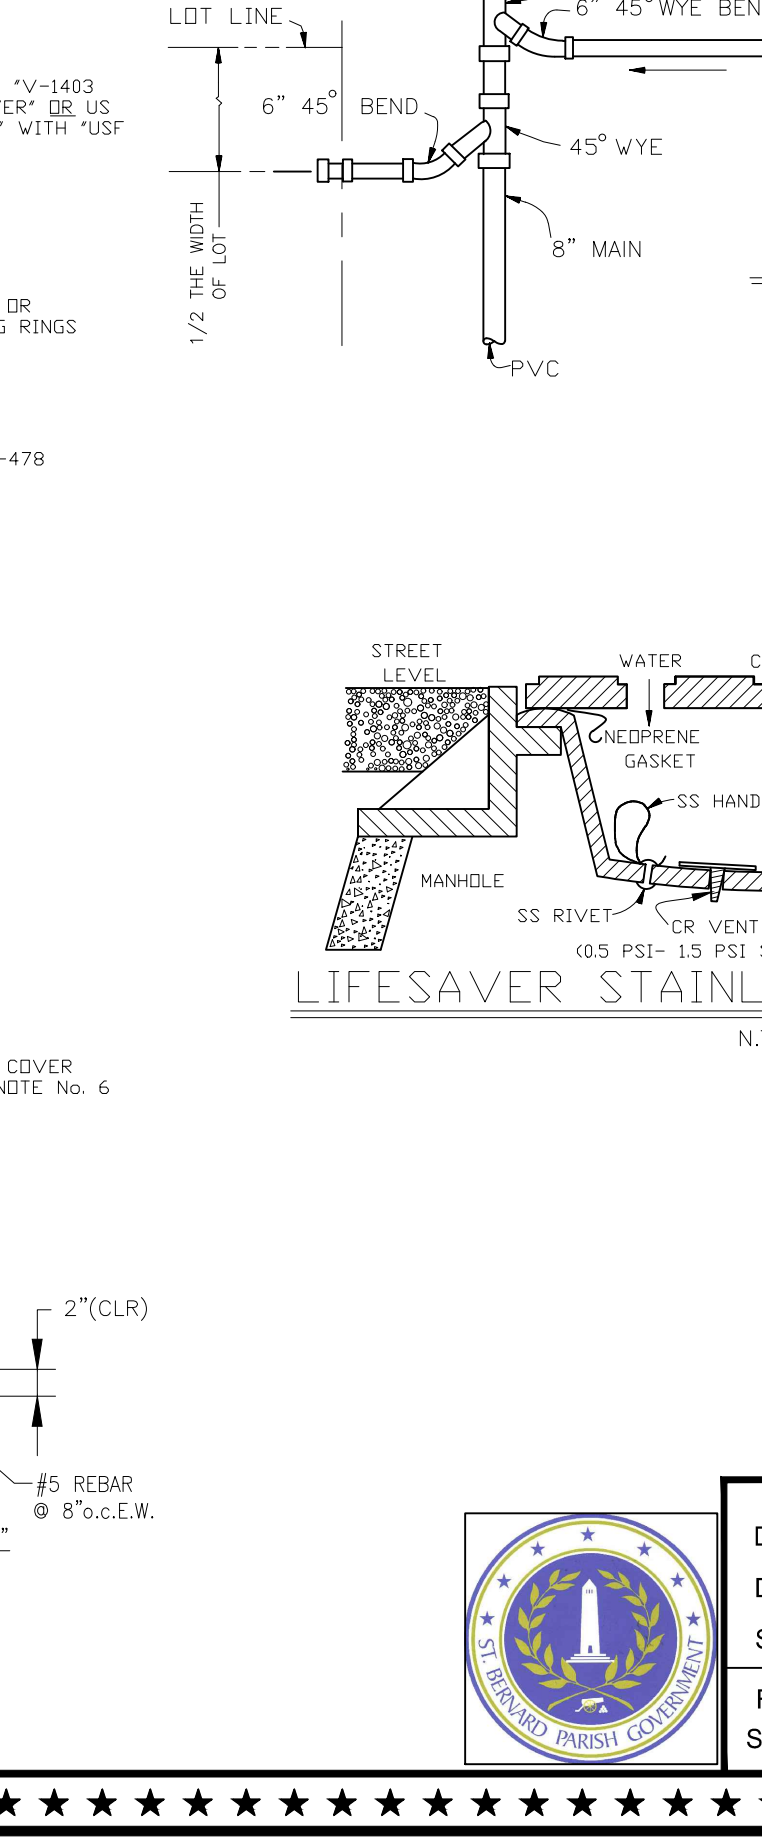 LOT LINE
6" 45° WYE BEN
"V-1403
ER" OR US
" WITH "USF
6" 45° BEND
45° WYE
8" MAIN
1/2 THE WIDTH
OF LOT
OR
G RINGS
PVC
-478
STREET
LEVEL
WATER
C
NEOPRENE
GASKET
SS HAND
MANHOLE
SS RIVET
CR VENT
(0.5 PSI- 1.5 PSI
LIFESAVER STAINL
N.
COVER
NOTE No. 6
2"(CLR)
#5 REBAR
@ 8"o.c.E.W.
"
ST. BERNARD PARISH GOVERNMENT
S
S